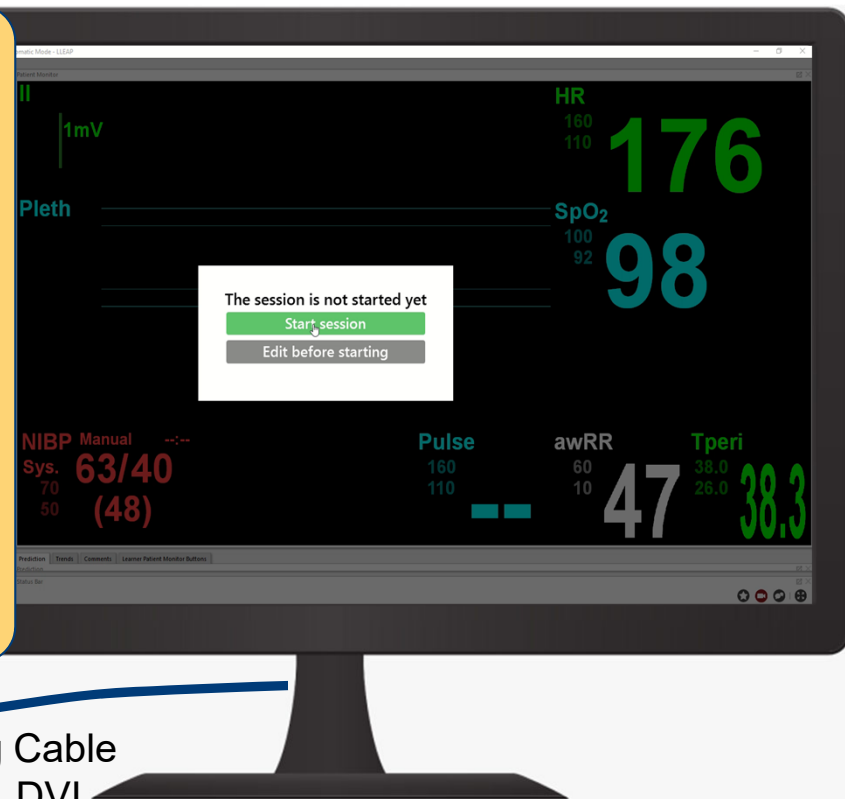 omatic Mode - LLEAP
Patient Monitor
II
1mV
HR
160
110
176
Pleth
SpO₂
100
92
98
The session is not started yet
Start session
Edit before starting
NIBP Manual --:--
Sys. 63/40
70
50
(48)
Pulse
160
110
--
awRR
60
10
47
Tperi
38.0
26.0
38.3
Prediction Trends Comments Learner Patient Monitor Buttons
Prediction
Status Bar
Cable
DVI